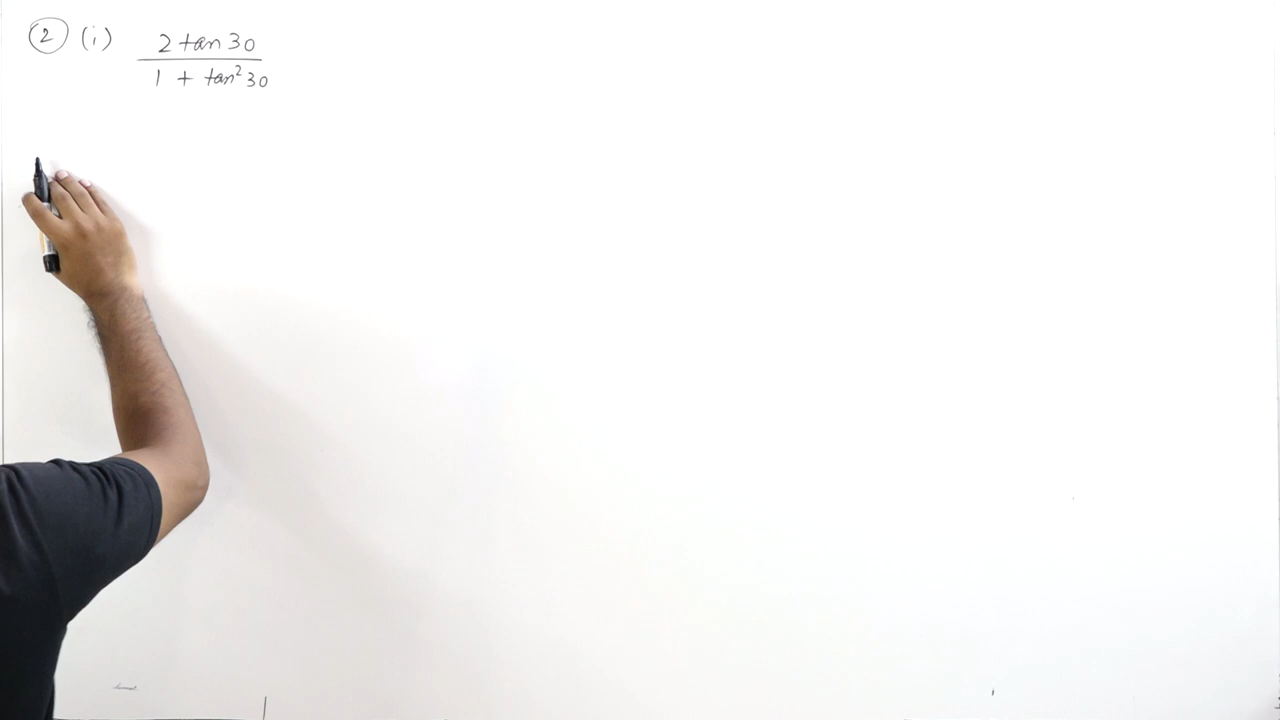 ② (i) 2 tan 30
1 + tan² 30